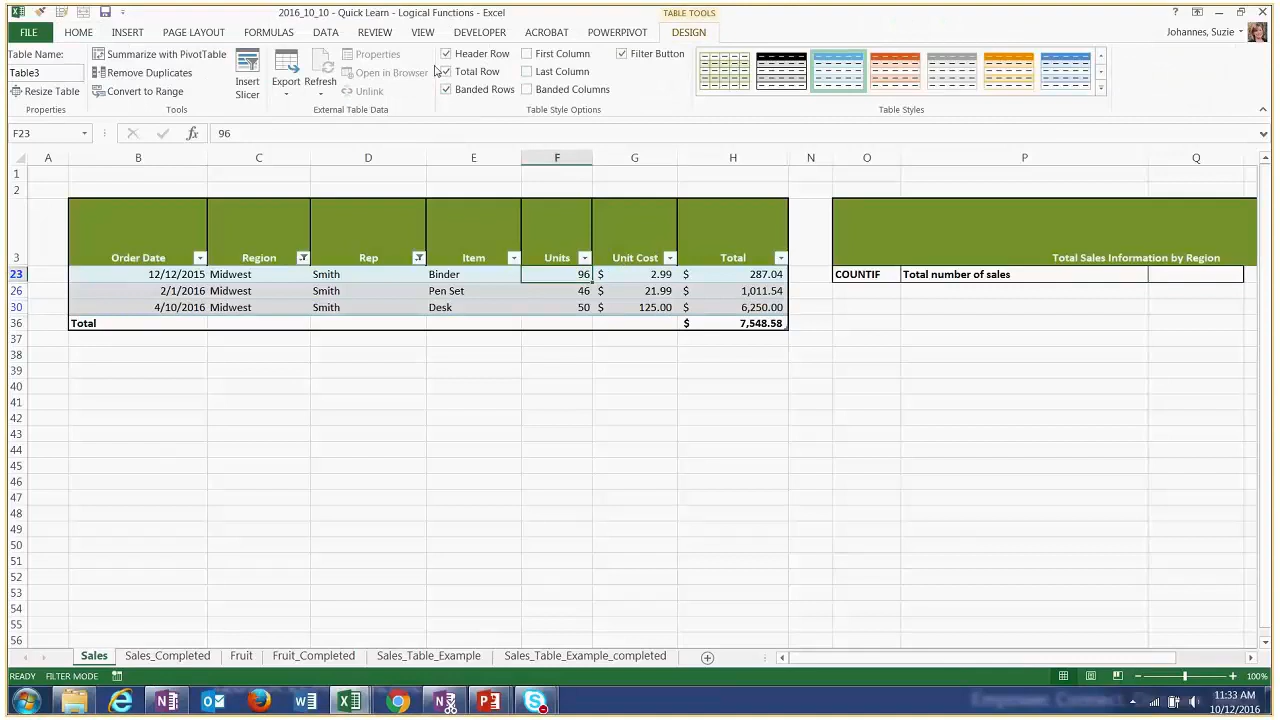 2016_10_10 - Quick Learn - Logical Functions - Excel
TABLE TOOLS
FILE HOME INSERT PAGE LAYOUT FORMULAS DATA REVIEW VIEW DEVELOPER ACROBAT POWERPIVOT DESIGN Johannes, Suzie
Table Name:
Table3
Resize Table
Properties
Summarize with PivotTable
Remove Duplicates
Convert to Range
Tools
Insert Slicer
Export Refresh
Properties
Open in Browser
Unlink
External Table Data
Header Row First Column Filter Button
Total Row Last Column
Banded Rows Banded Columns
Table Style Options
Table Styles
F23 fx 96
A B C D E F G H N O P Q
1
2
3 Order Date Region Rep Item Units Unit Cost Total Total Sales Information by Region
23 12/12/2015 Midwest Smith Binder 96 $ 2.99 $ 287.04 COUNTIF Total number of sales
26 2/1/2016 Midwest Smith Pen Set 46 $ 21.99 $ 1,011.54
30 4/10/2016 Midwest Smith Desk 50 $ 125.00 $ 6,250.00
36 Total $ 7,548.58
37
38
39
40
41
42
43
44
45
46
47
48
49
50
51
52
53
54
55
56
Sales Sales_Completed Fruit Fruit_Completed Sales_Table_Example Sales_Table_Example_completed
READY FILTER MODE 100%
11:33 AM
10/12/2016